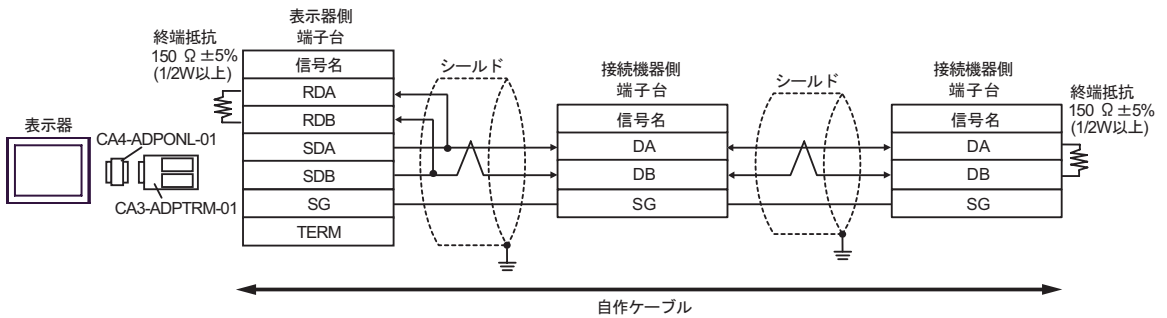 表示器側
端子台
終端抵抗
150 Ω ±5%
(1/2W以上)
信号名
RDA
RDB
SDA
SDB
SG
TERM
表示器
CA4-ADPONL-01
CA3-ADPTRM-01
シールド
接続機器側
端子台
信号名
DA
DB
SG
シールド
接続機器側
端子台
信号名
DA
DB
SG
終端抵抗
150 Ω ±5%
(1/2W以上)
自作ケーブル